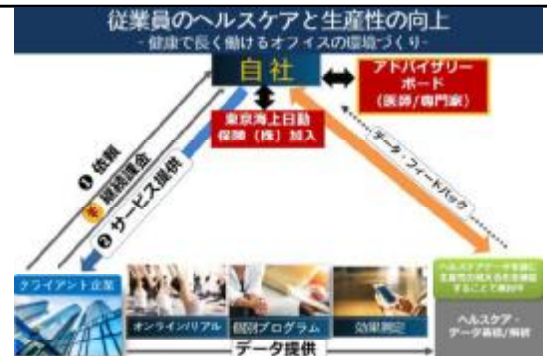 従業員のヘルスケアと生産性の向上
- 健康で長く働けるオフィスの環境づくり-
自社
アドバイザリー
ボード
(医師/専門家)
東京海上日動
保険（株）加入
❶ 依頼
継続課金
❷ サービス提供
データ・フィードバック
クライアント企業
オンライン/リアル
個別プログラム
効果測定
データ提供
ヘルスケア・
データ蓄積/解析